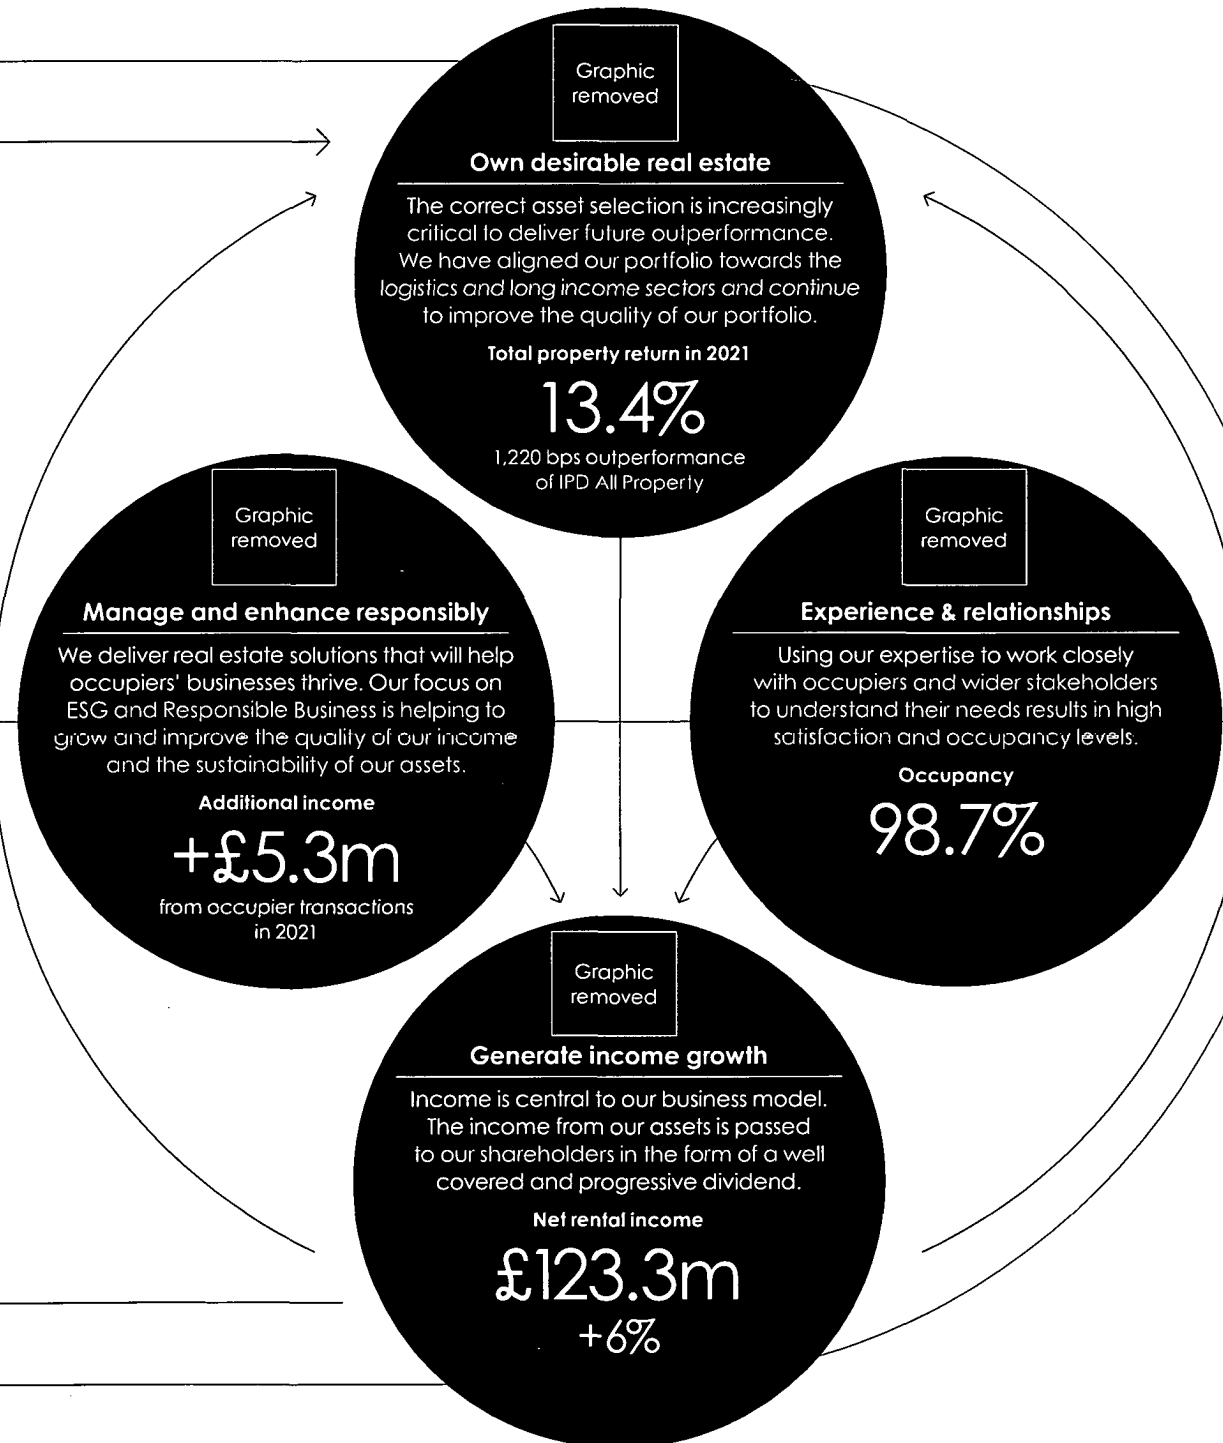 Graphic
removed
Own desirable real estate
The correct asset selection is increasingly
critical to deliver future outperformance.
We have aligned our portfolio towards the
logistics and long income sectors and continue
to improve the quality of our portfolio.
Total property return in 2021
13.4%
1,220 bps outperformance
of IPD All Property
Graphic
removed
Manage and enhance responsibly
We deliver real estate solutions that will help
occupiers' businesses thrive. Our focus on
ESG and Responsible Business is helping to
grow and improve the quality of our income
and the sustainability of our assets.
Additional income
+£5.3m
from occupier transactions
in 2021
Graphic
removed
Experience & relationships
Using our expertise to work closely
with occupiers and wider stakeholders
to understand their needs results in high
satisfaction and occupancy levels.
Occupancy
98.7%
Graphic
removed
Generate income growth
Income is central to our business model.
The income from our assets is passed
to our shareholders in the form of a well
covered and progressive dividend.
Net rental income
£123.3m
+6%